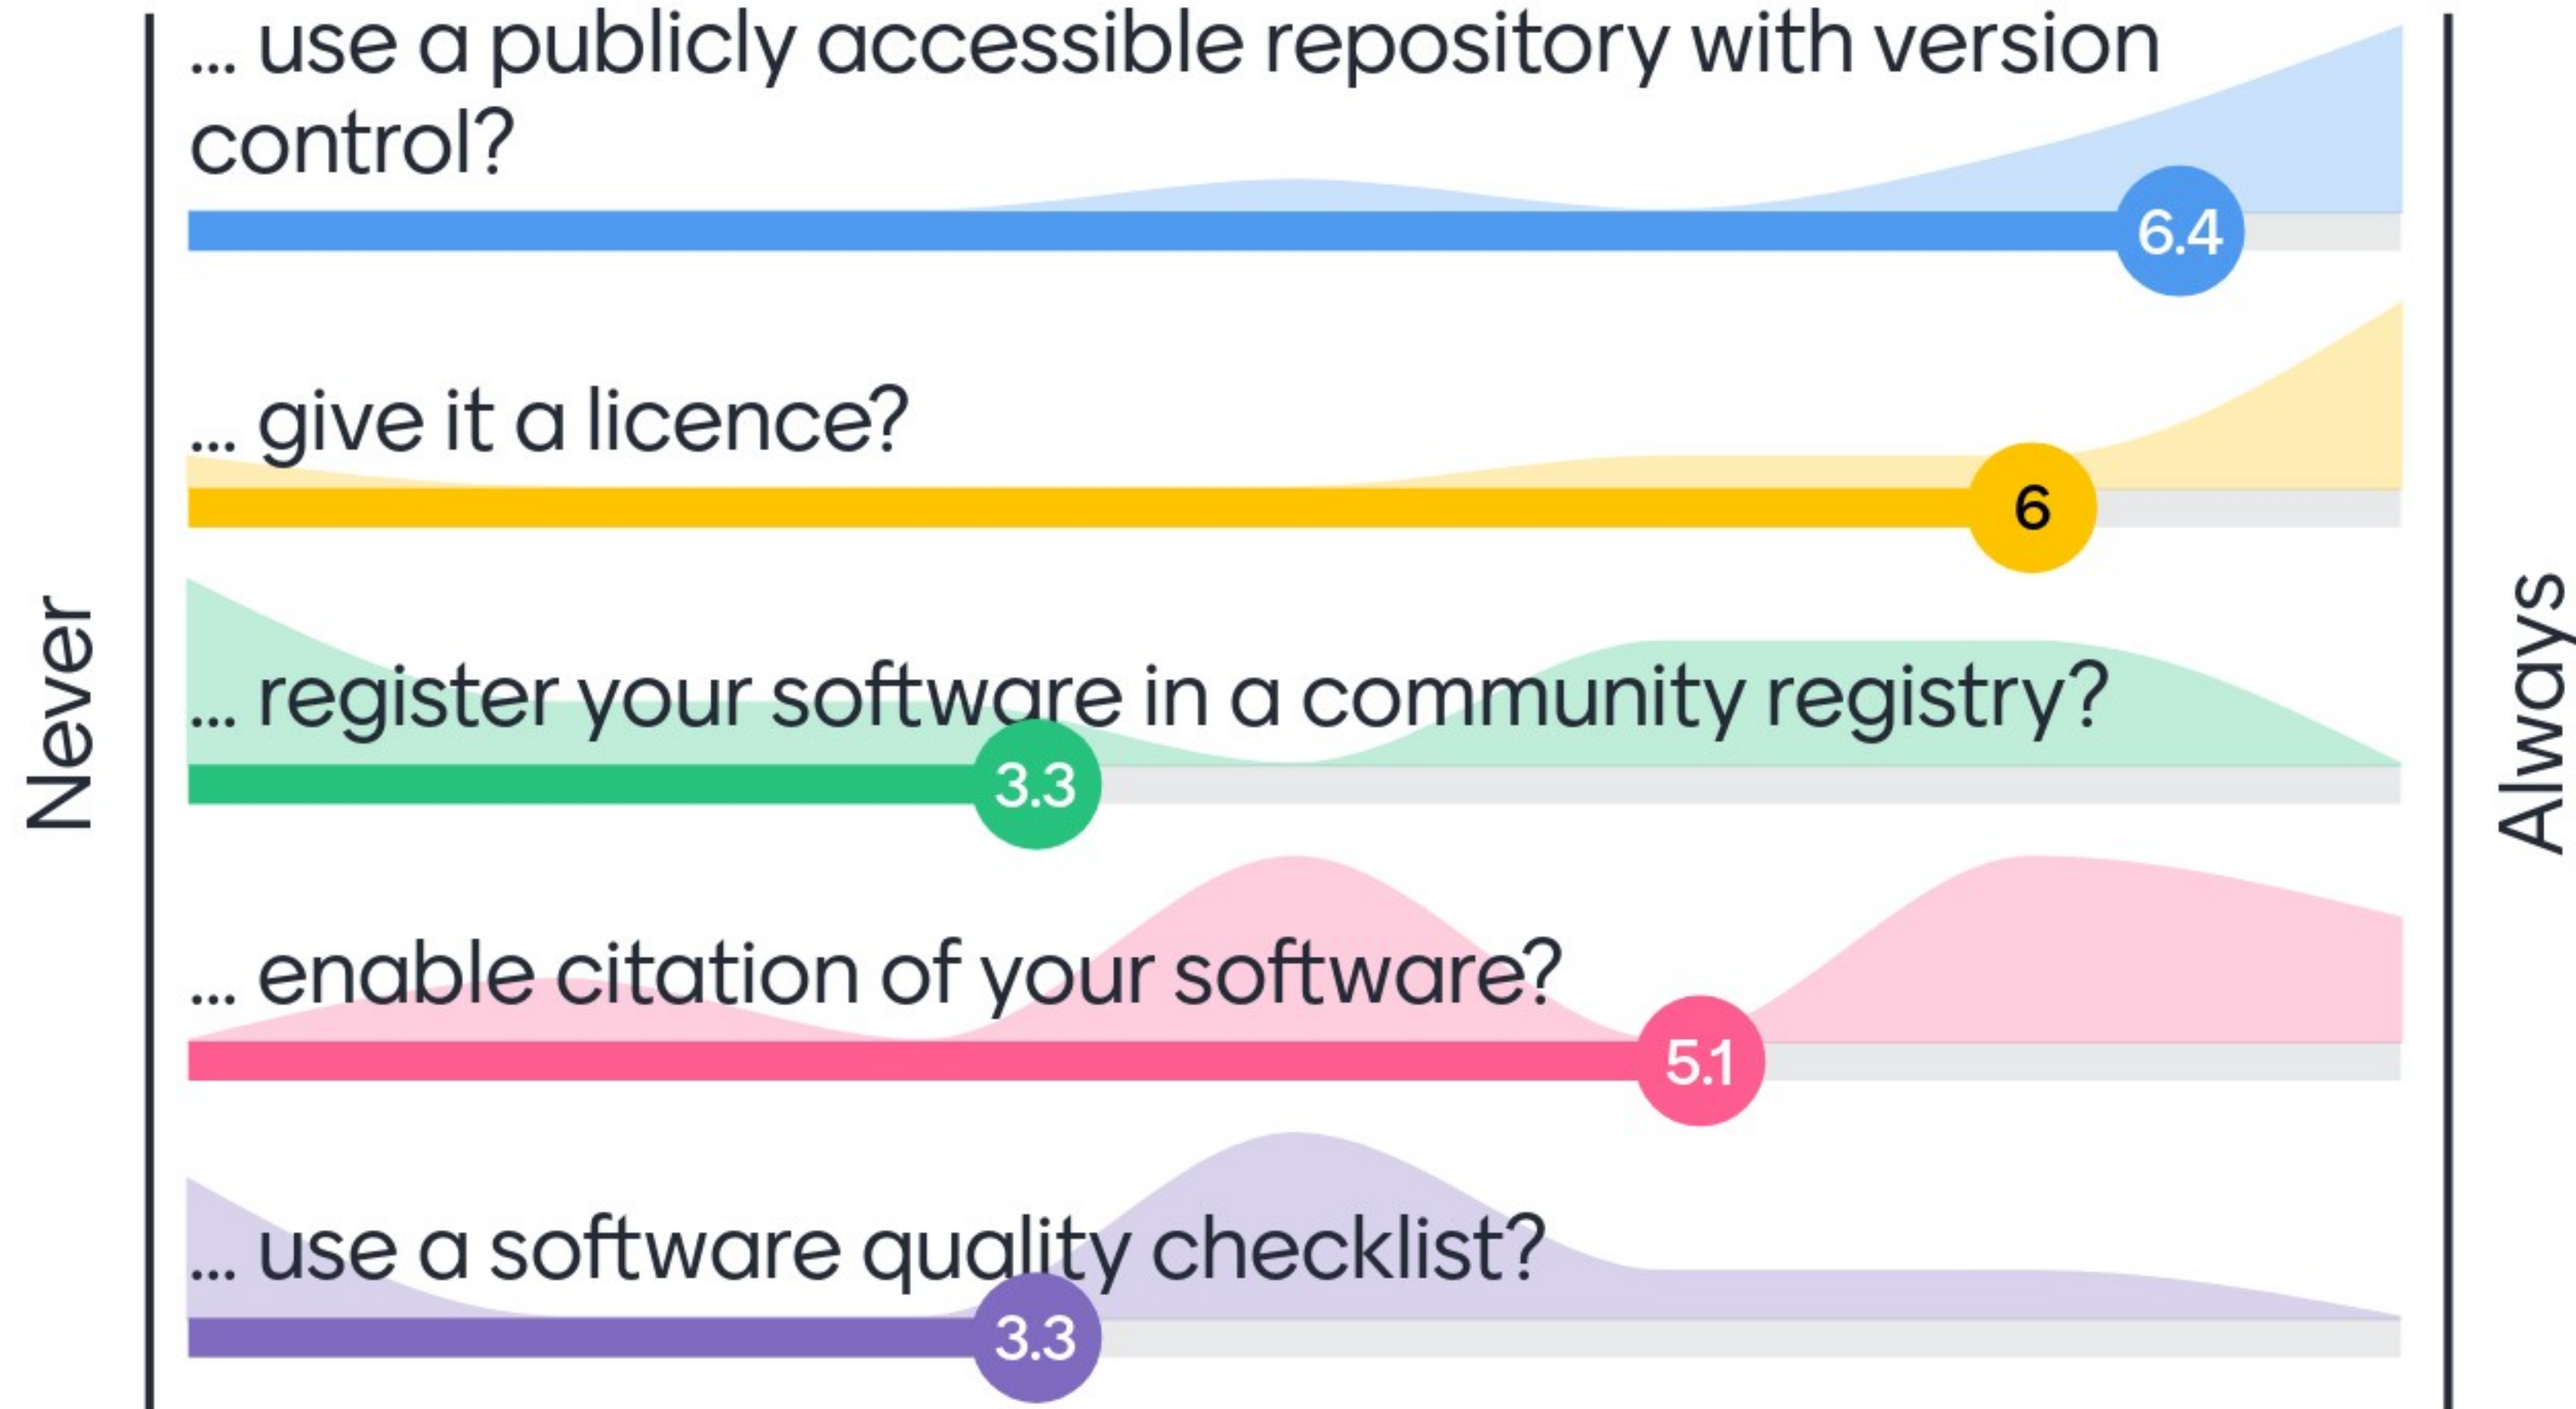 ... use a publicly accessible repository with version
control?
6.4
... give it a licence?
6
Never
... register your software in a community registry?
3.3
Always
... enable citation of your software?
5.1
... use a software quality checklist?
3.3